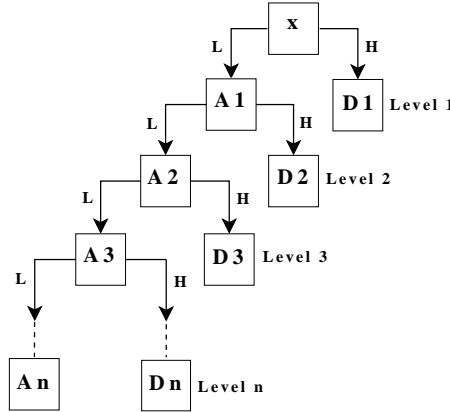 x
L H
A 1 D 1 Level 1
L H
A 2 D 2 Level 2
L H
A 3 D 3 Level 3
L H
A n D n Level n